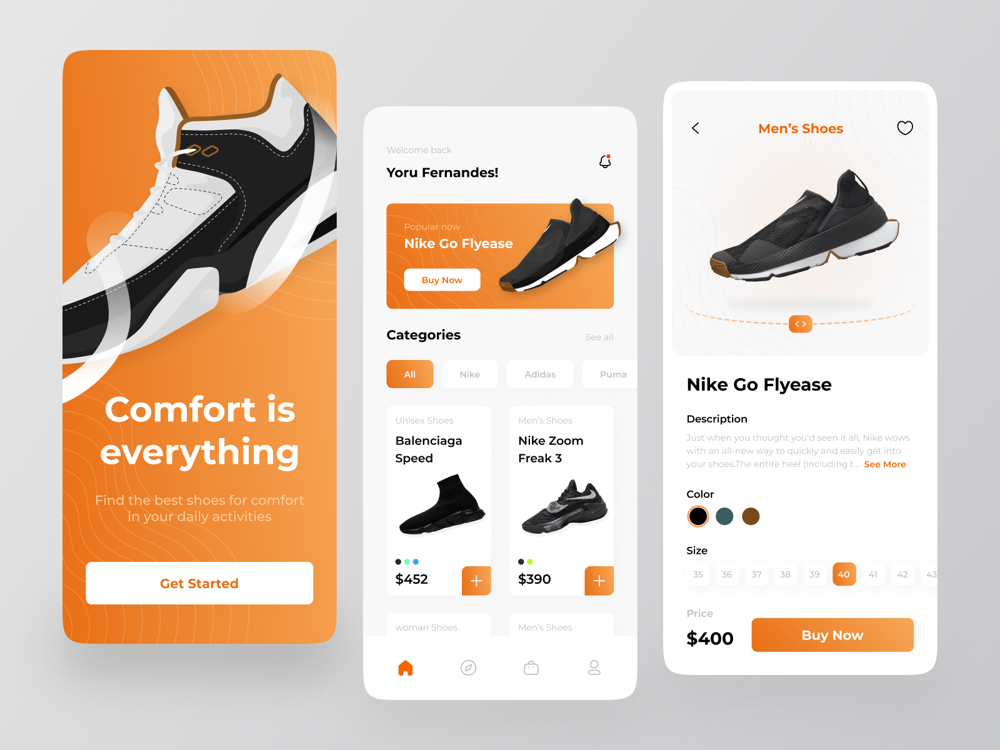 Comfort is
everything
Find the best shoes for comfort
in your daily activities
Get Started
Welcome back
Yoru Fernandes!
Popular now
Nike Go Flyease
Buy Now
Categories
See all
All
Nike
Adidas
Puma
Unisex Shoes
Balenciaga
Speed
$452
Men’s Shoes
Nike Zoom
Freak 3
$390
woman Shoes
Men’s Shoes
Men’s Shoes
Nike Go Flyease
Description
Just when you thought you'd seen it all, Nike wows
with an all-new way to quickly and easily get into
your shoes.The entire heel (including t... See More
Color
Size
35 36 37 38 39 40 41 42 43
Price
$400
Buy Now